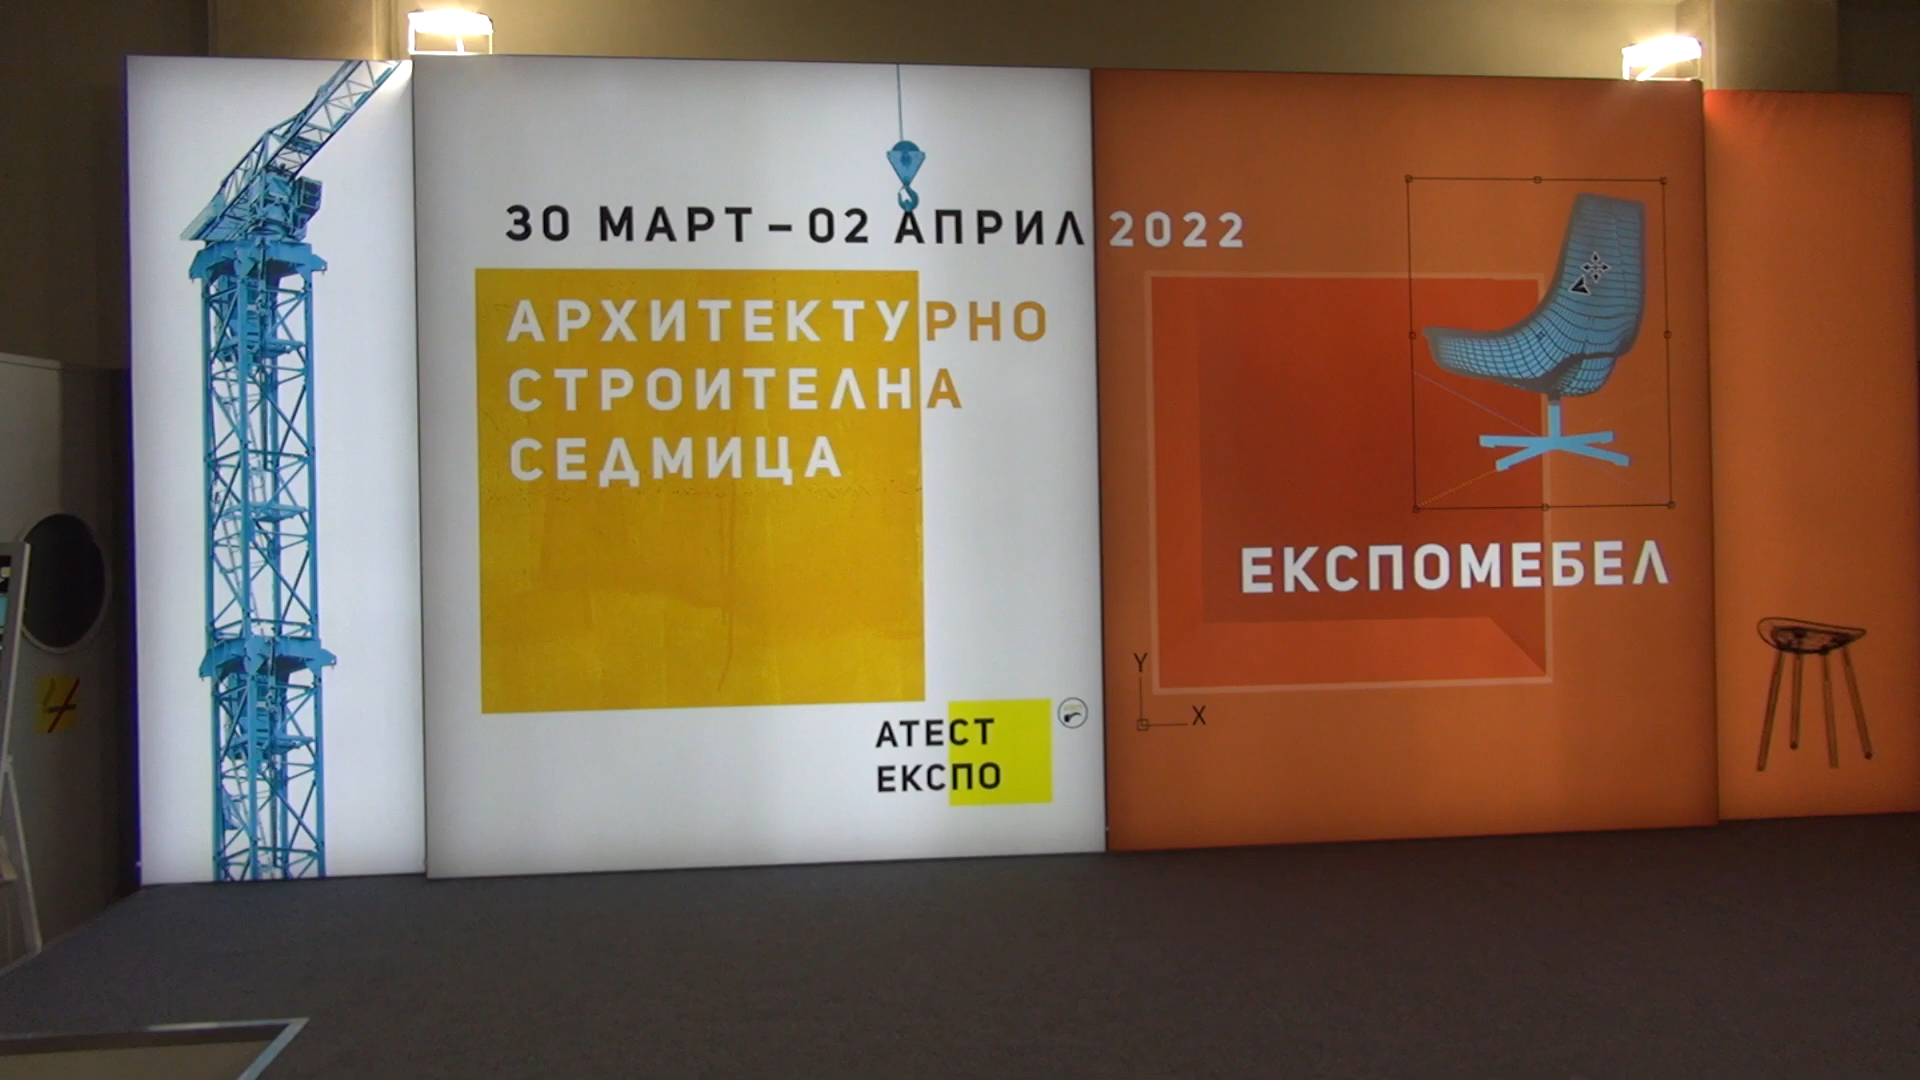 30 МАРТ – 02 АПРИЛ 2022
АРХИТЕКТУРНО
СТРОИТЕЛНА
СЕДМИЦА
ЕКСПОМЕБЕЛ
Y
X
АТЕСТ
ЕКСПО